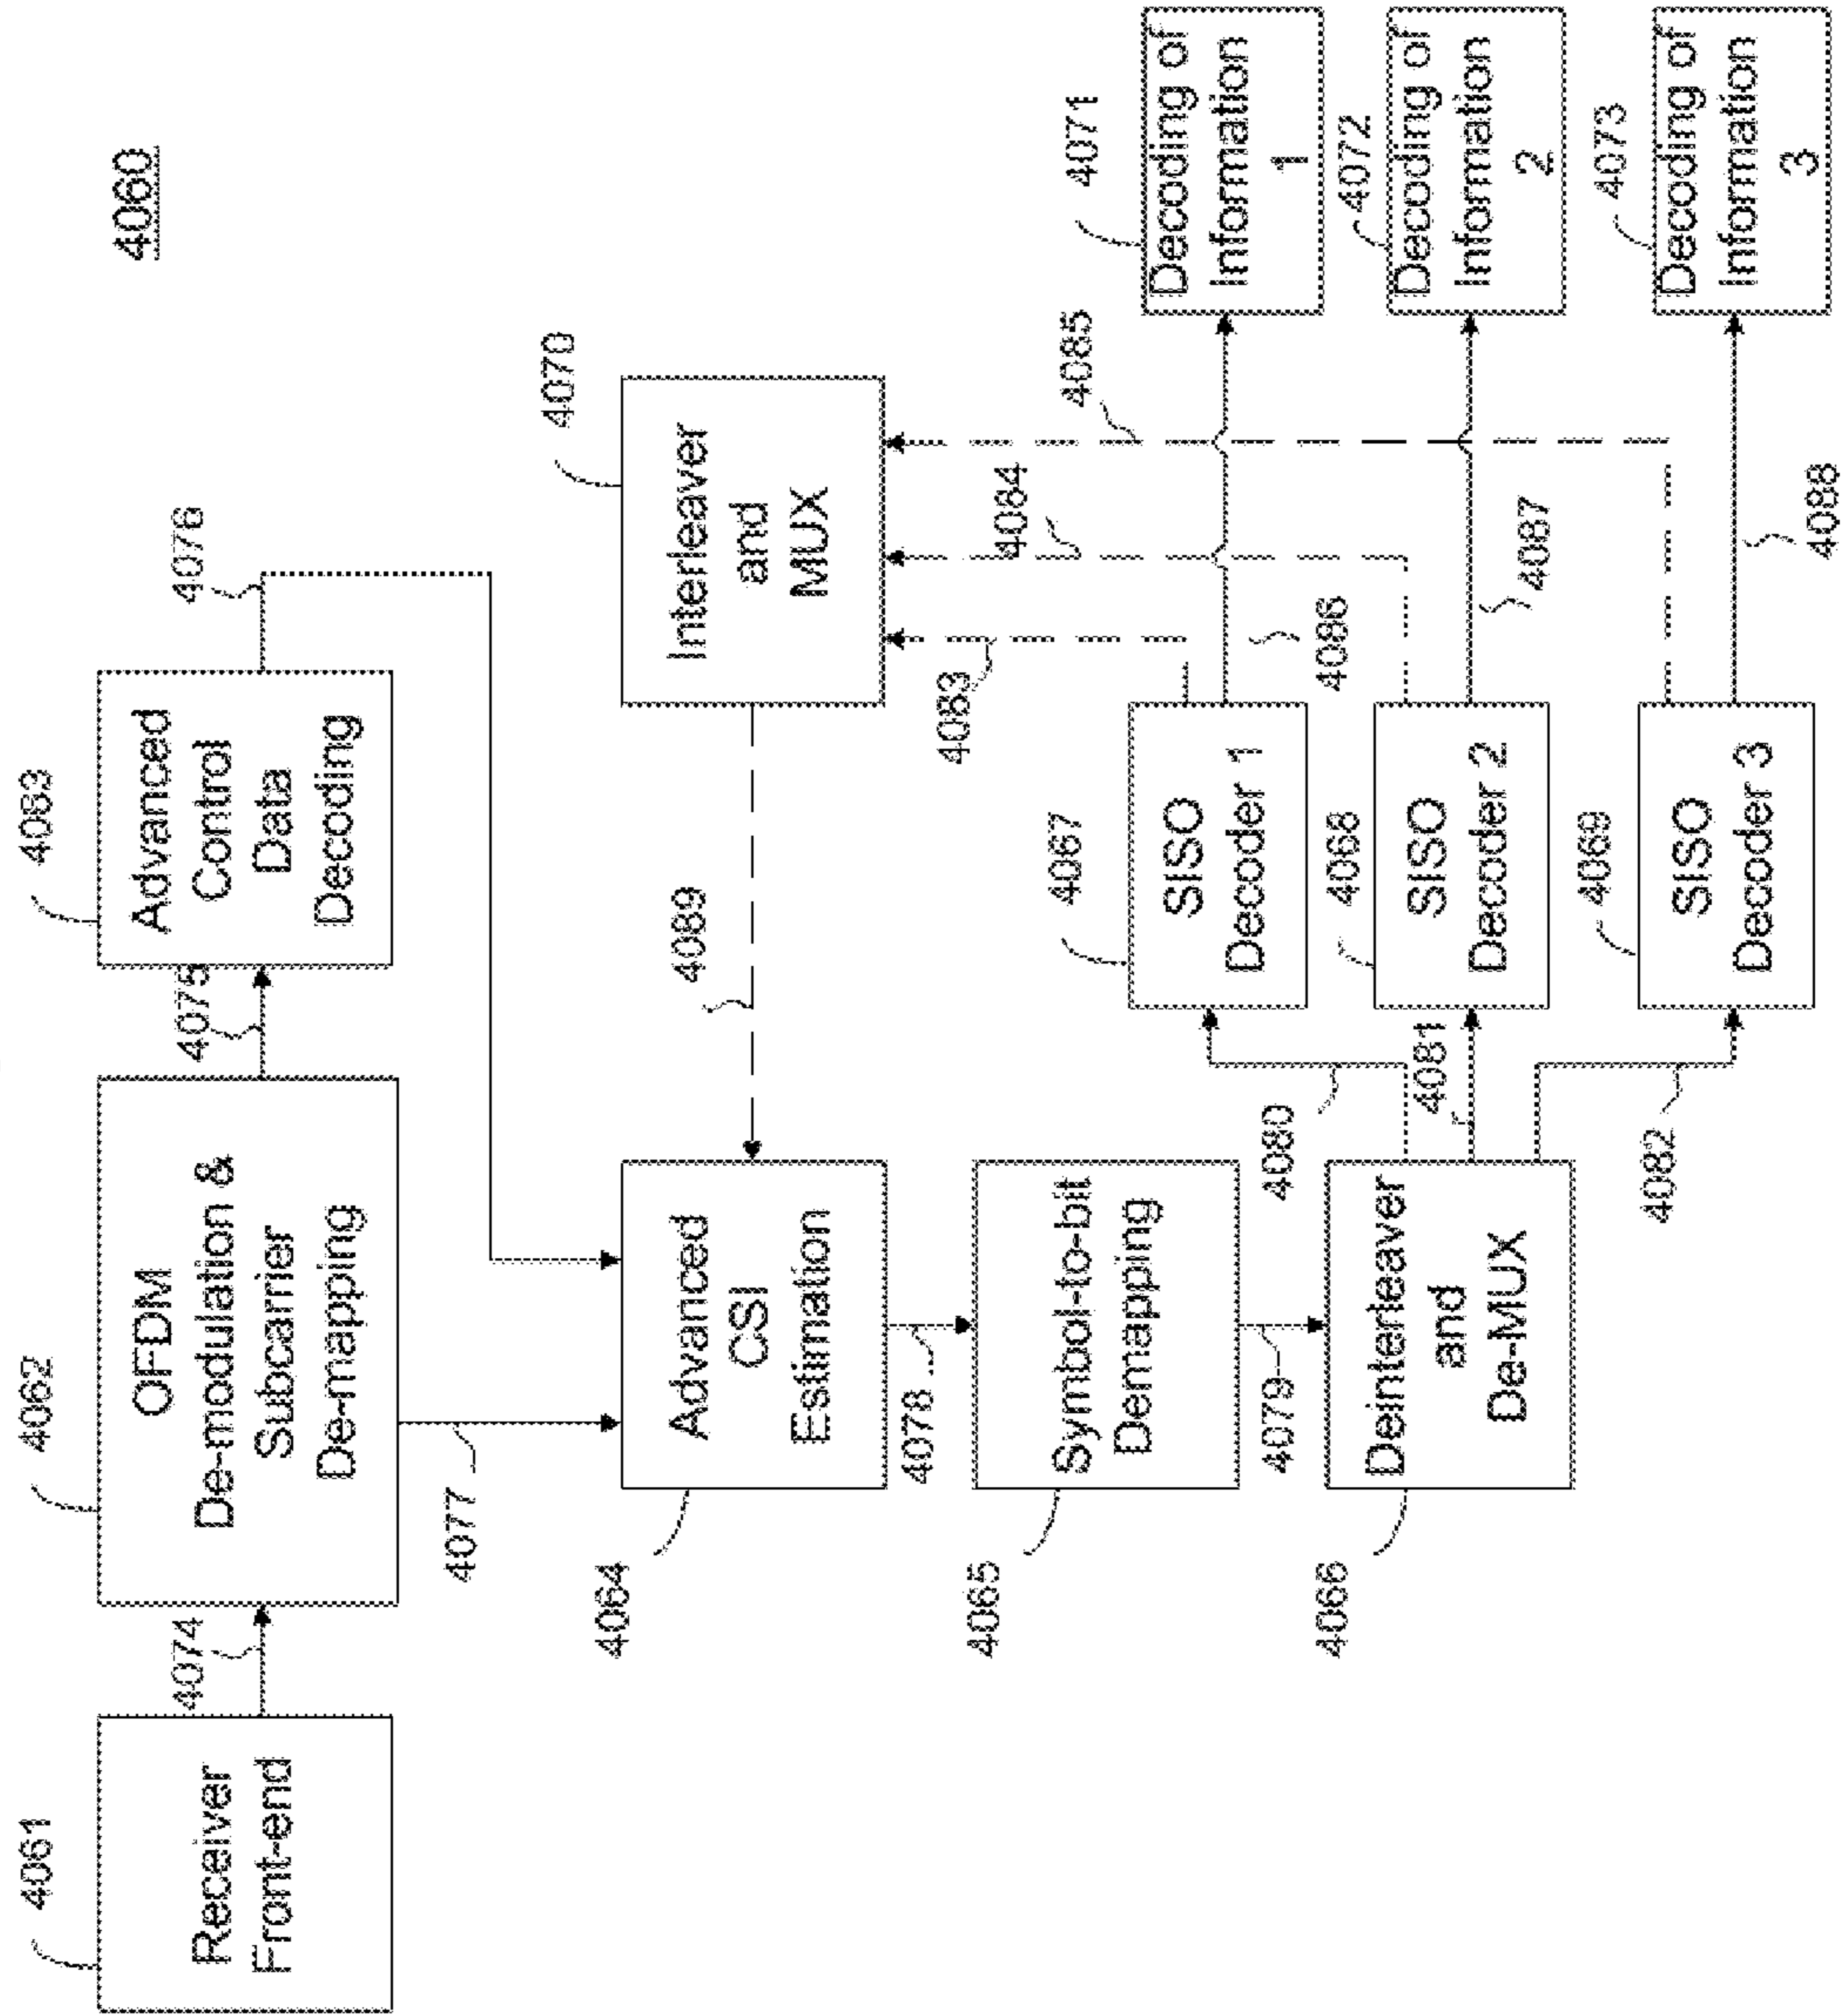 4060
4061
Receiver
Front-end
4074
4062
OFDM
De-modulation &
Subcarrier
De-mapping
4075
4063
Advanced
Control
Data
Decoding
4076
4077
4064
Advanced
CSI
Estimation
4089
4070
Interleaver
and
MUX
4078
4065
Symbol-to-bit
Demapping
4083
4084
4085
4079
4066
Deinterleaver
and
De-MUX
4080
4081
4082
4067
SISO
Decoder 1
4086
4071
Decoding of
Information
1
4068
SISO
Decoder 2
4087
4072
Decoding of
Information
2
4069
SISO
Decoder 3
4088
4073
Decoding of
Information
3